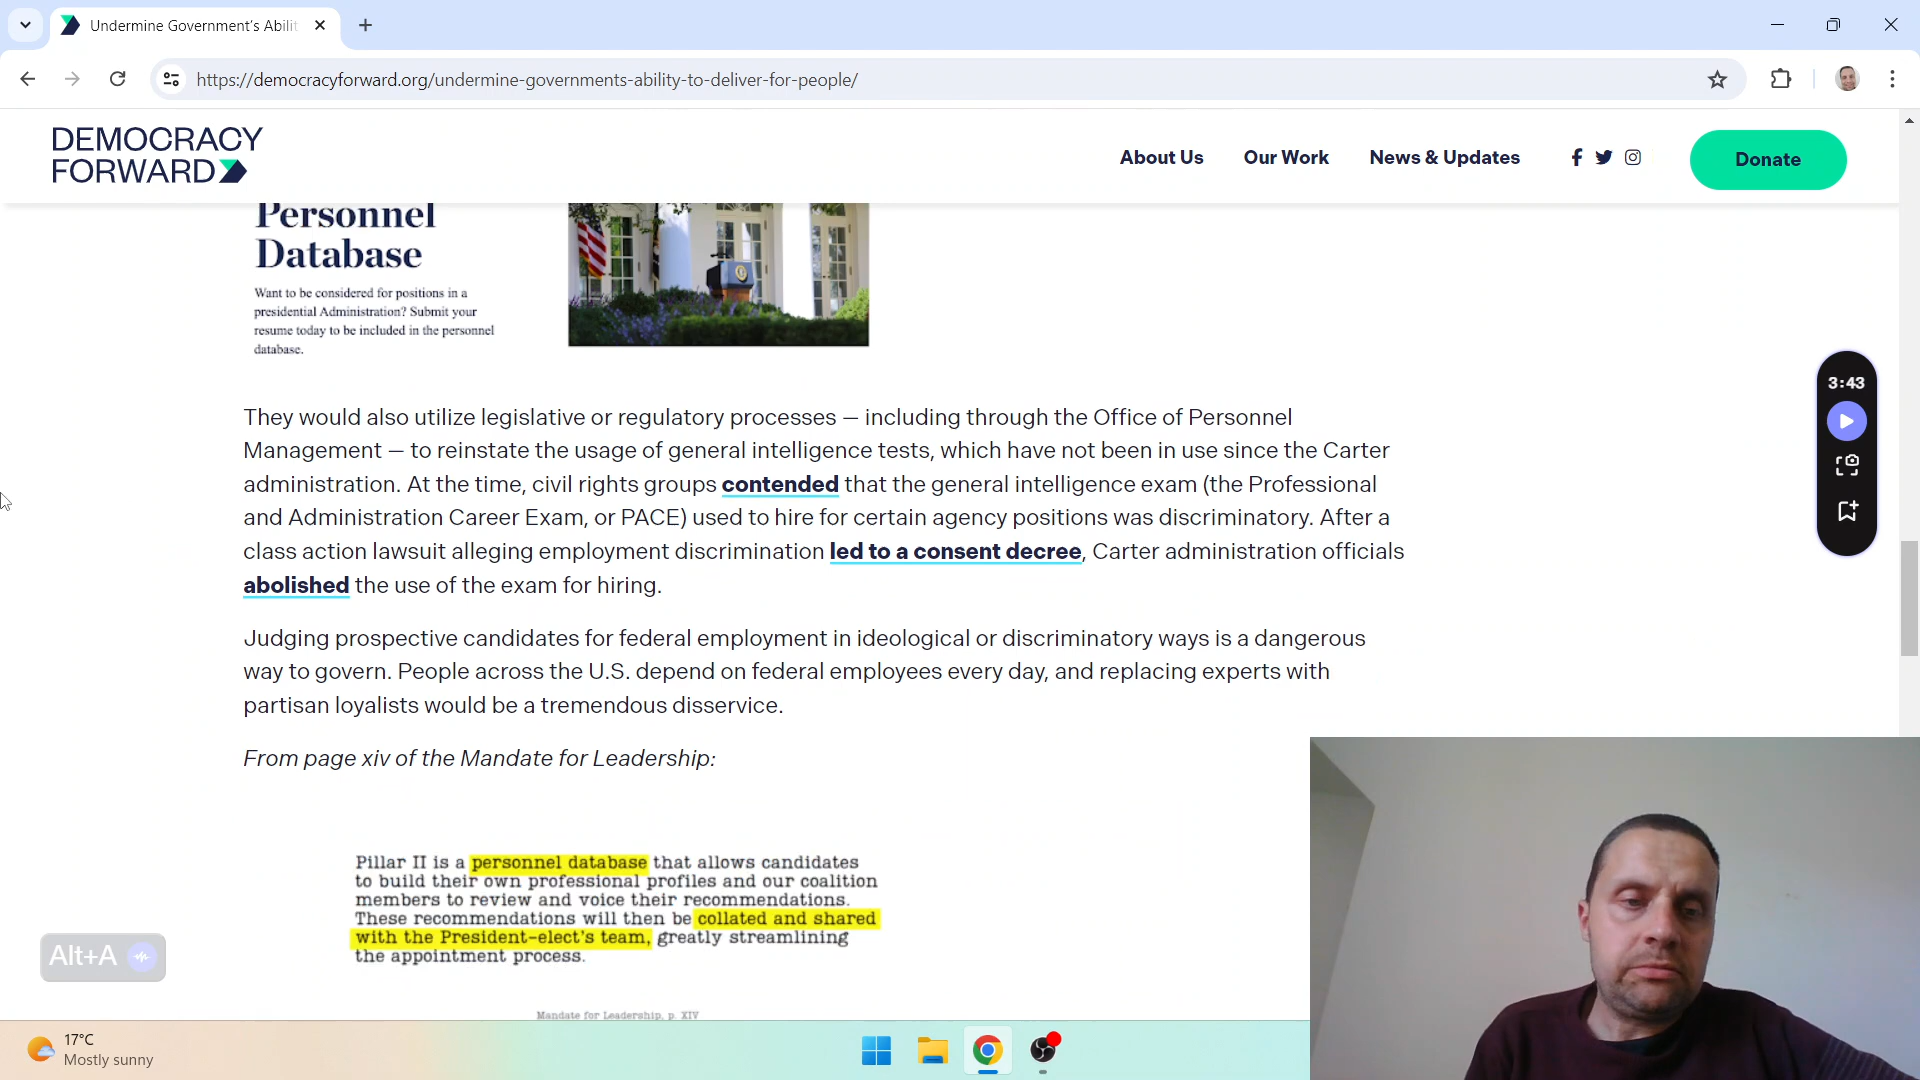 Undermine Government's Abilit
https://democracyforward.org/undermine-governments-ability-to-deliver-for-people/
DEMOCRACY
FORWARD
About Us
Our Work
News & Updates
Donate
Personnel
Database
Want to be considered for positions in a
presidential Administration? Submit your
resume today to be included in the personnel
database.
They would also utilize legislative or regulatory processes — including through the Office of Personnel
Management — to reinstate the usage of general intelligence tests, which have not been in use since the Carter
administration. At the time, civil rights groups contended that the general intelligence exam (the Professional
and Administration Career Exam, or PACE) used to hire for certain agency positions was discriminatory. After a
class action lawsuit alleging employment discrimination led to a consent decree, Carter administration officials
abolished the use of the exam for hiring.
Judging prospective candidates for federal employment in ideological or discriminatory ways is a dangerous
way to govern. People across the U.S. depend on federal employees every day, and replacing experts with
partisan loyalists would be a tremendous disservice.
From page xiv of the Mandate for Leadership:
Pillar II is a personnel database that allows candidates
to build their own professional profiles and our coalition
members to review and voice their recommendations.
These recommendations will then be collated and shared
with the President-elect's team, greatly streamlining
the appointment process.
Mandate for Leadership, p. XIV
3:43
Alt+A
17°C
Mostly sunny